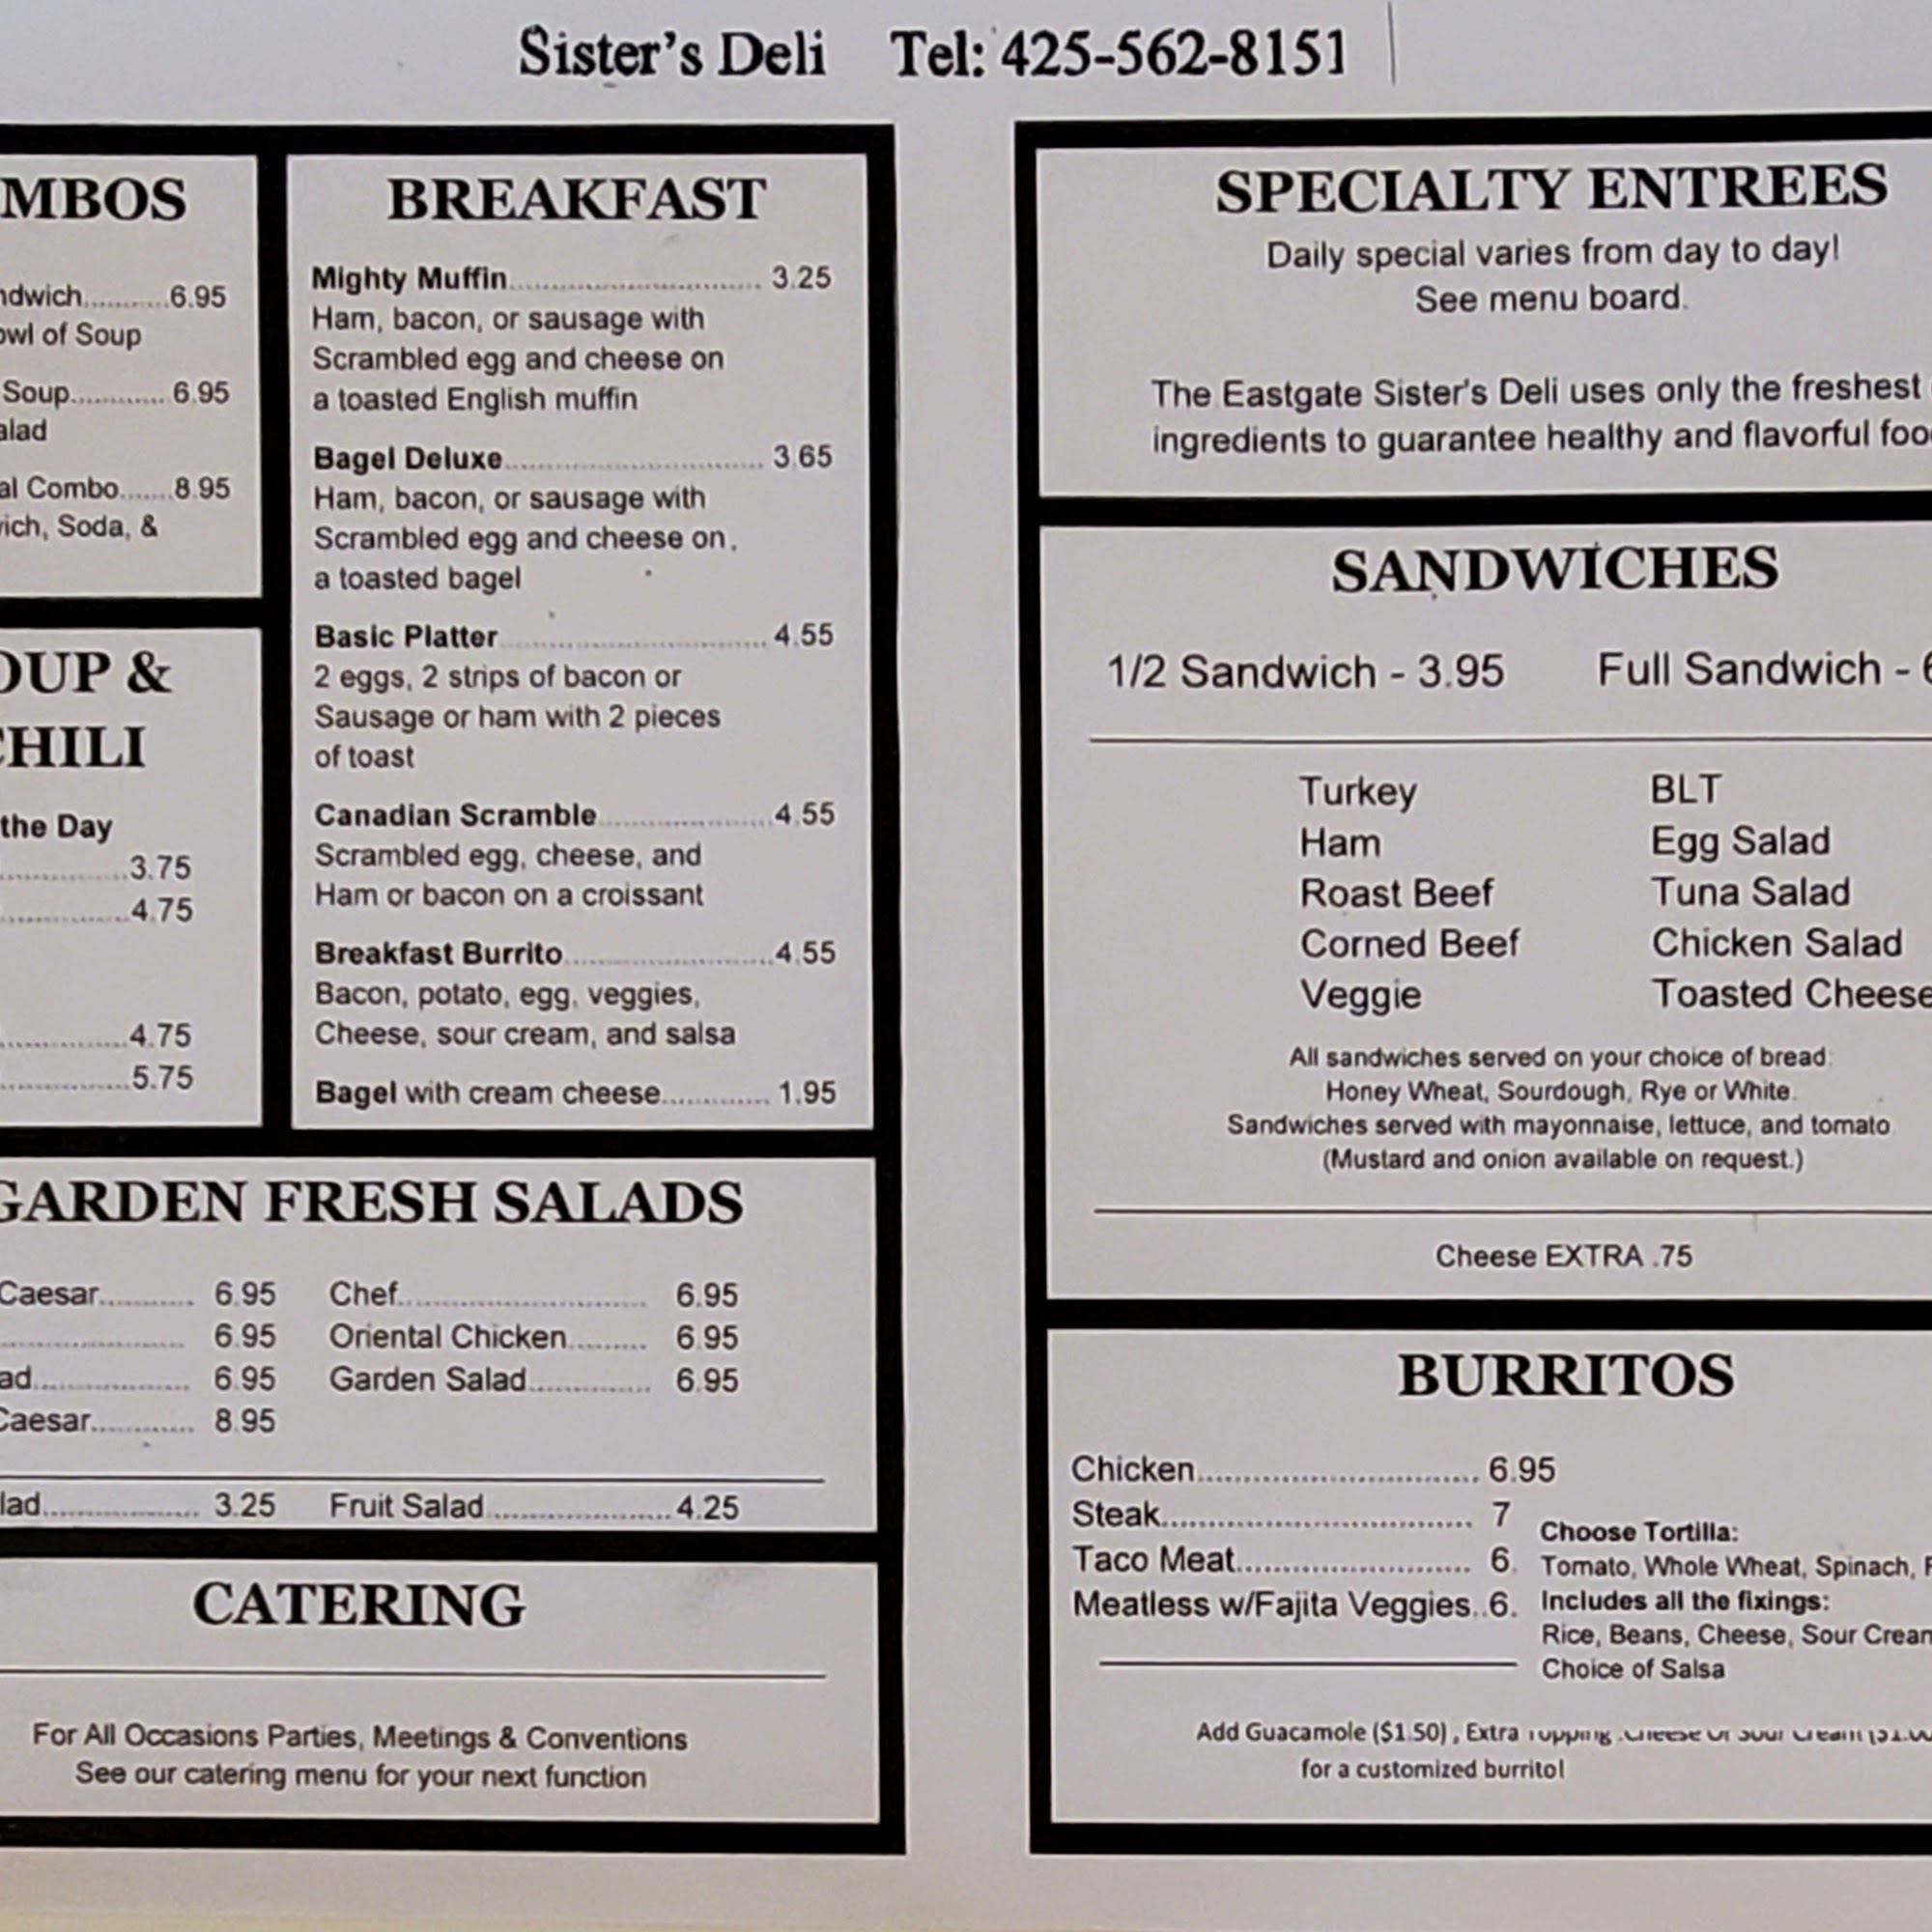 Sister's Deli Tel: 425-562-8151
MBOS
ndwich..........6.95
owl of Soup
Soup............6.95
alad
al Combo.......8.95
ich, Soda, &
OUP &
CHILI
the Day
................3.75
................4.75
................4.75
................5.75
BREAKFAST
Mighty Muffin.............................. 3.25
Ham, bacon, or sausage with
Scrambled egg and cheese on
a toasted English muffin
Bagel Deluxe............................... 3.65
Ham, bacon, or sausage with
Scrambled egg and cheese on
a toasted bagel
Basic Platter................................ 4.55
2 eggs, 2 strips of bacon or
Sausage or ham with 2 pieces
of toast
Canadian Scramble.....................4.55
Scrambled egg, cheese, and
Ham or bacon on a croissant
Breakfast Burrito.........................4.55
Bacon, potato, egg, veggies,
Cheese, sour cream, and salsa
Bagel with cream cheese............. 1.95
GARDEN FRESH SALADS
Caesar........... 6.95 Chef.............................. 6.95
...................... 6.95 Oriental Chicken.......... 6.95
ad................... 6.95 Garden Salad............... 6.95
Caesar............ 8.95
lad................... 3.25 Fruit Salad......................4.25
CATERING
For All Occasions Parties, Meetings & Conventions
See our catering menu for your next function
SPECIALTY ENTREES
Daily special varies from day to day!
See menu board.
The Eastgate Sister's Deli uses only the freshest
ingredients to guarantee healthy and flavorful foo
SANDWICHES
1/2 Sandwich - 3.95 Full Sandwich - 6
Turkey BLT
Ham Egg Salad
Roast Beef Tuna Salad
Corned Beef Chicken Salad
Veggie Toasted Cheese
All sandwiches served on your choice of bread:
Honey Wheat, Sourdough, Rye or White.
Sandwiches served with mayonnaise, lettuce, and tomato
(Mustard and onion available on request.)
Cheese EXTRA .75
BURRITOS
Chicken.............................. 6.95
Steak.................................. 7
Taco Meat.......................... 6.
Meatless w/Fajita Veggies..6.
Choose Tortilla:
Tomato, Whole Wheat, Spinach, F
Includes all the fixings:
Rice, Beans, Cheese, Sour Cream
Choice of Salsa
Add Guacamole ($1.50) , Extra
for a customized burrito!